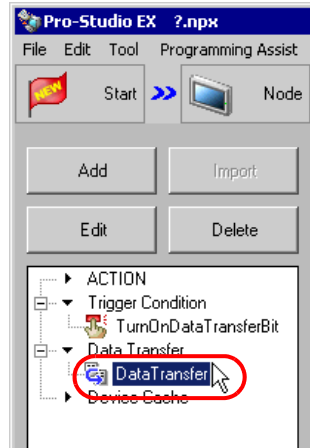 Pro-Studio EX ?.npx
File Edit Tool Programming Assist
NEW Start Node
Add Import
Edit Delete
ACTION
Trigger Condition
TurnOnDataTransferBit
Data Transfer
DataTransfer
Device Cache